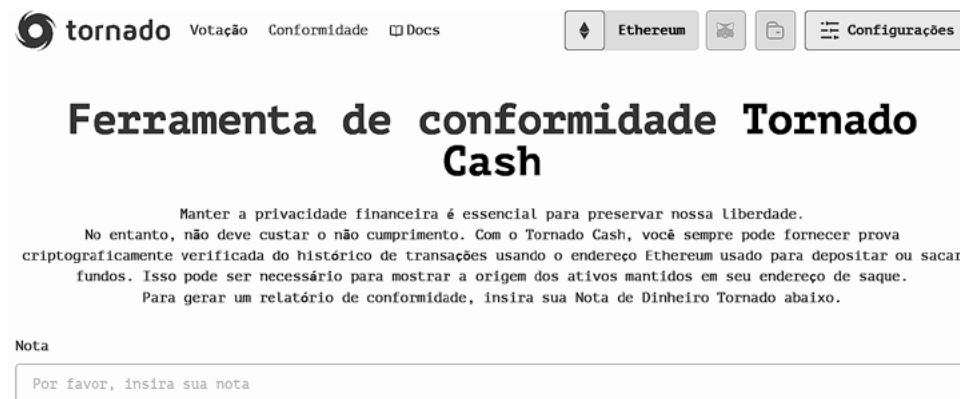 tornado Votação Conformidade Docs Ethereum Configurações
Ferramenta de conformidade Tornado
Cash
Manter a privacidade financeira é essencial para preservar nossa liberdade.
No entanto, não deve custar o não cumprimento. Com o Tornado Cash, você sempre pode fornecer prova
criptograficamente verificada do histórico de transações usando o endereço Ethereum usado para depositar ou sacar
fundos. Isso pode ser necessário para mostrar a origem dos ativos mantidos em seu endereço de saque.
Para gerar um relatório de conformidade, insira sua Nota de Dinheiro Tornado abaixo.
Nota
Por favor, insira sua nota